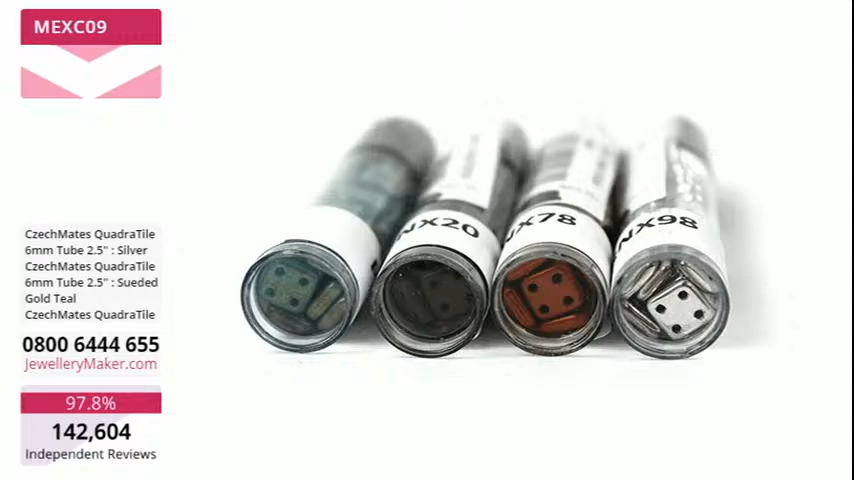 MEXC09
CzechMates QuadraTile
6mm Tube 2.5" : Silver
CzechMates QuadraTile
6mm Tube 2.5" : Sueded
Gold Teal
CzechMates QuadraTile
0800 6444 655
JewelleryMaker.com
97.8%
142,604
Independent Reviews
NX20
NX78
NX98